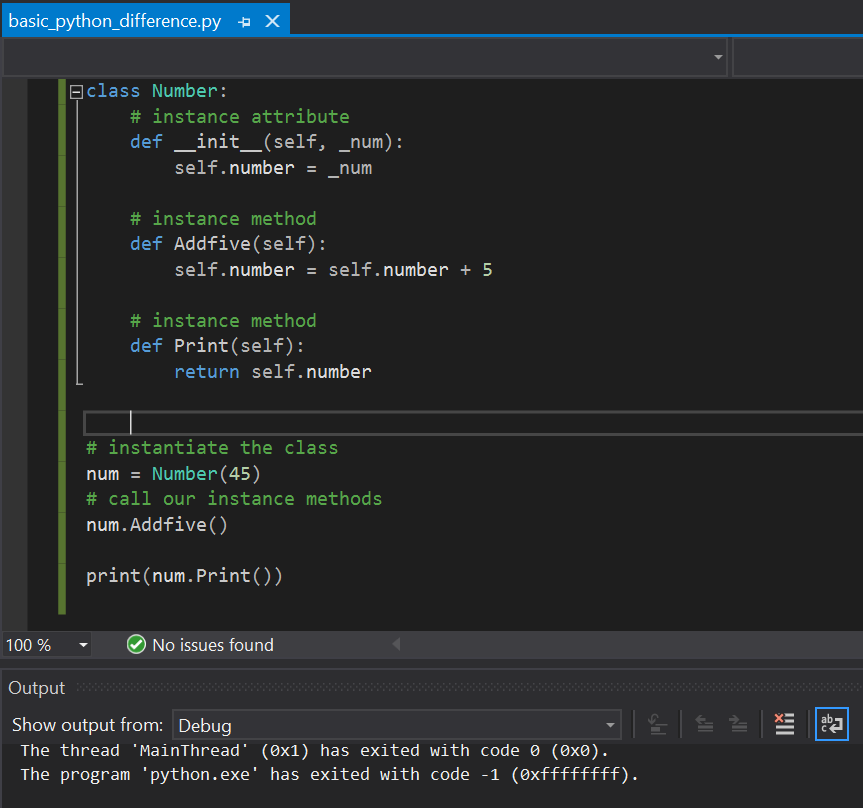 basic_python_difference.py
class Number:
    # instance attribute
    def __init__(self, _num):
        self.number = _num
    # instance method
    def Addfive(self):
        self.number = self.number + 5
    # instance method
    def Print(self):
        return self.number
# instantiate the class
num = Number(45)
# call our instance methods
num.Addfive()
print(num.Print())
100 %
No issues found
Output
Show output from: Debug
The thread 'MainThread' (0x1) has exited with code 0 (0x0).
The program 'python.exe' has exited with code -1 (0xffffffff).